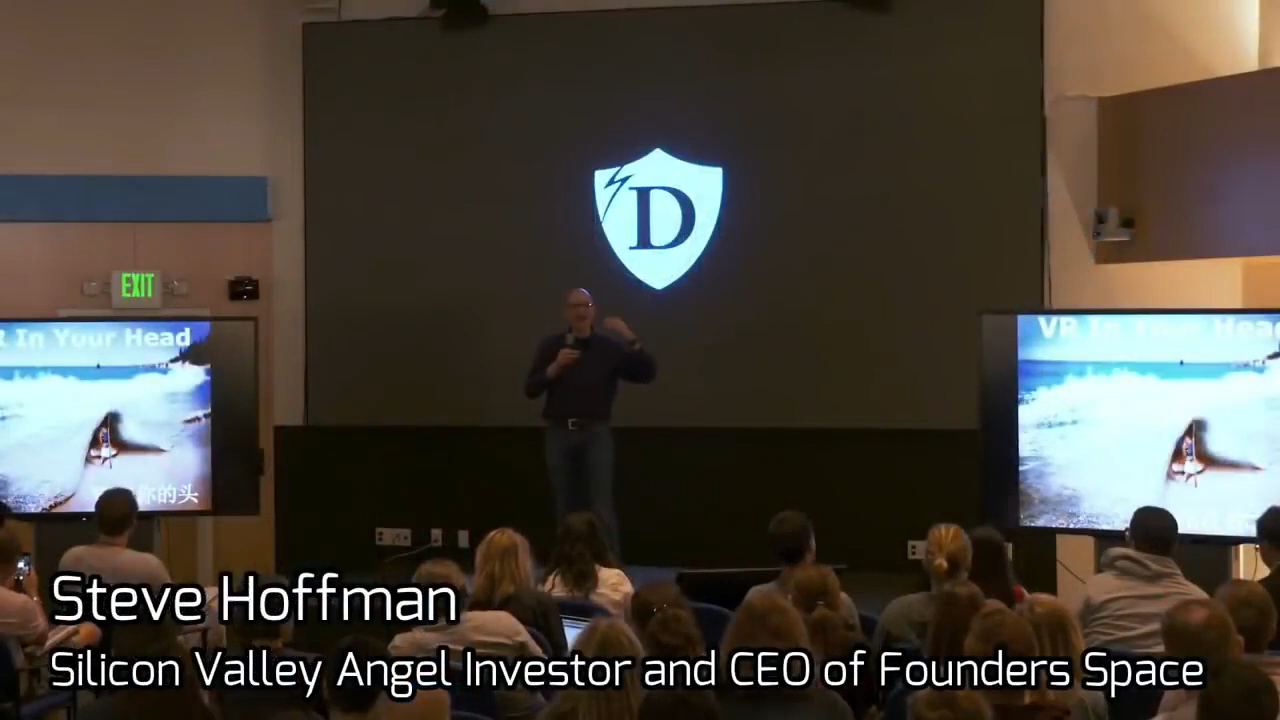 D
EXIT
In Your Head
VR In Your Head
你的头
Steve Hoffman
Silicon Valley Angel Investor and CEO of Founders Space